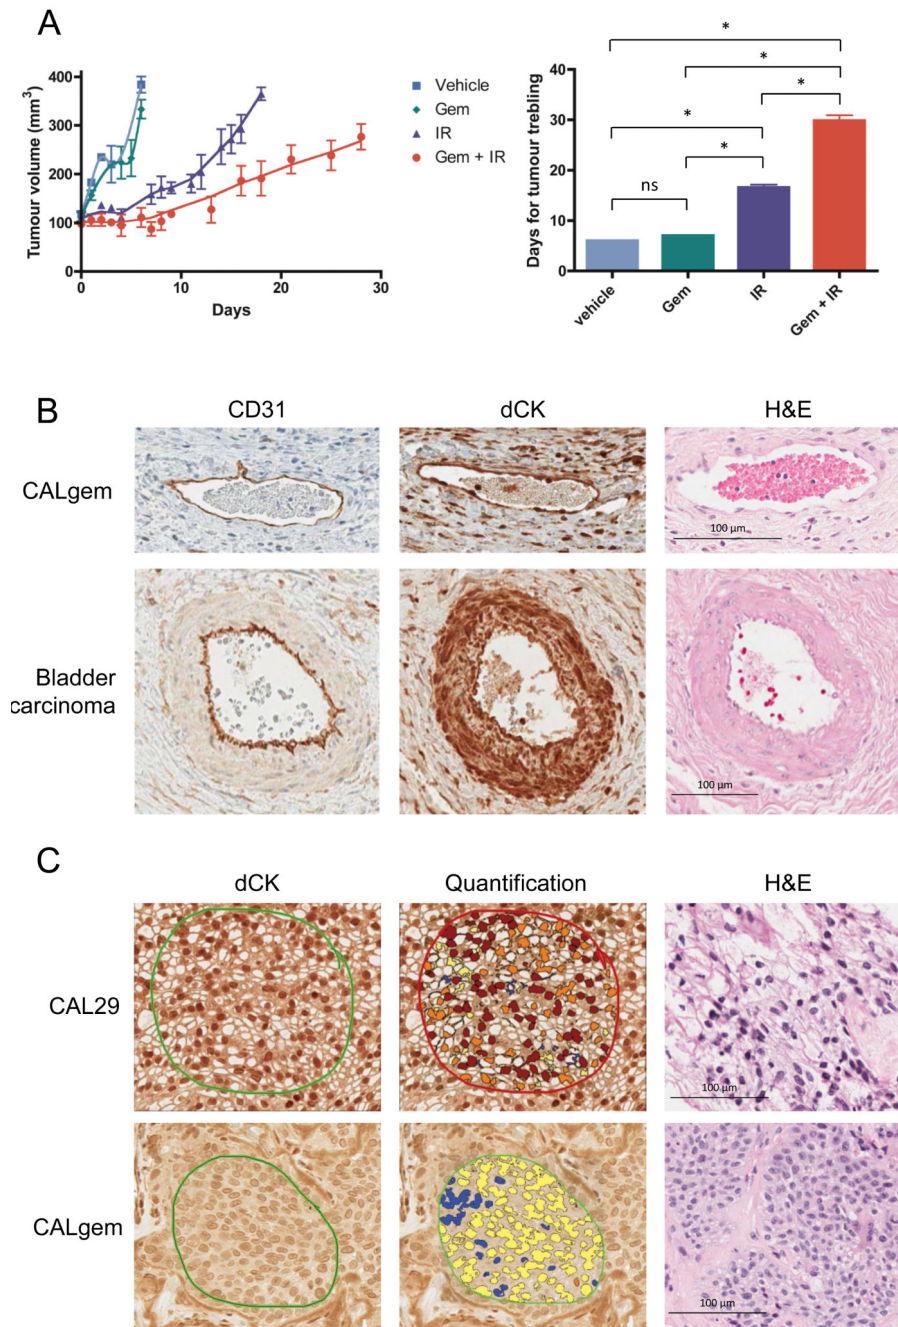 A
Tumour volume (mm³)
400
300
200
100
0
0
10
20
30
Days
Vehicle
Gem
IR
Gem + IR
Days for tumour trebling
40
30
20
10
0
*
*
*
*
*
ns
vehicle
Gem
IR
Gem + IR
B
CD31
dCK
H&E
CALgem
100 µm
Bladder
carcinoma
100 µm
C
dCK
Quantification
H&E
CAL29
100 µm
CALgem
100 µm